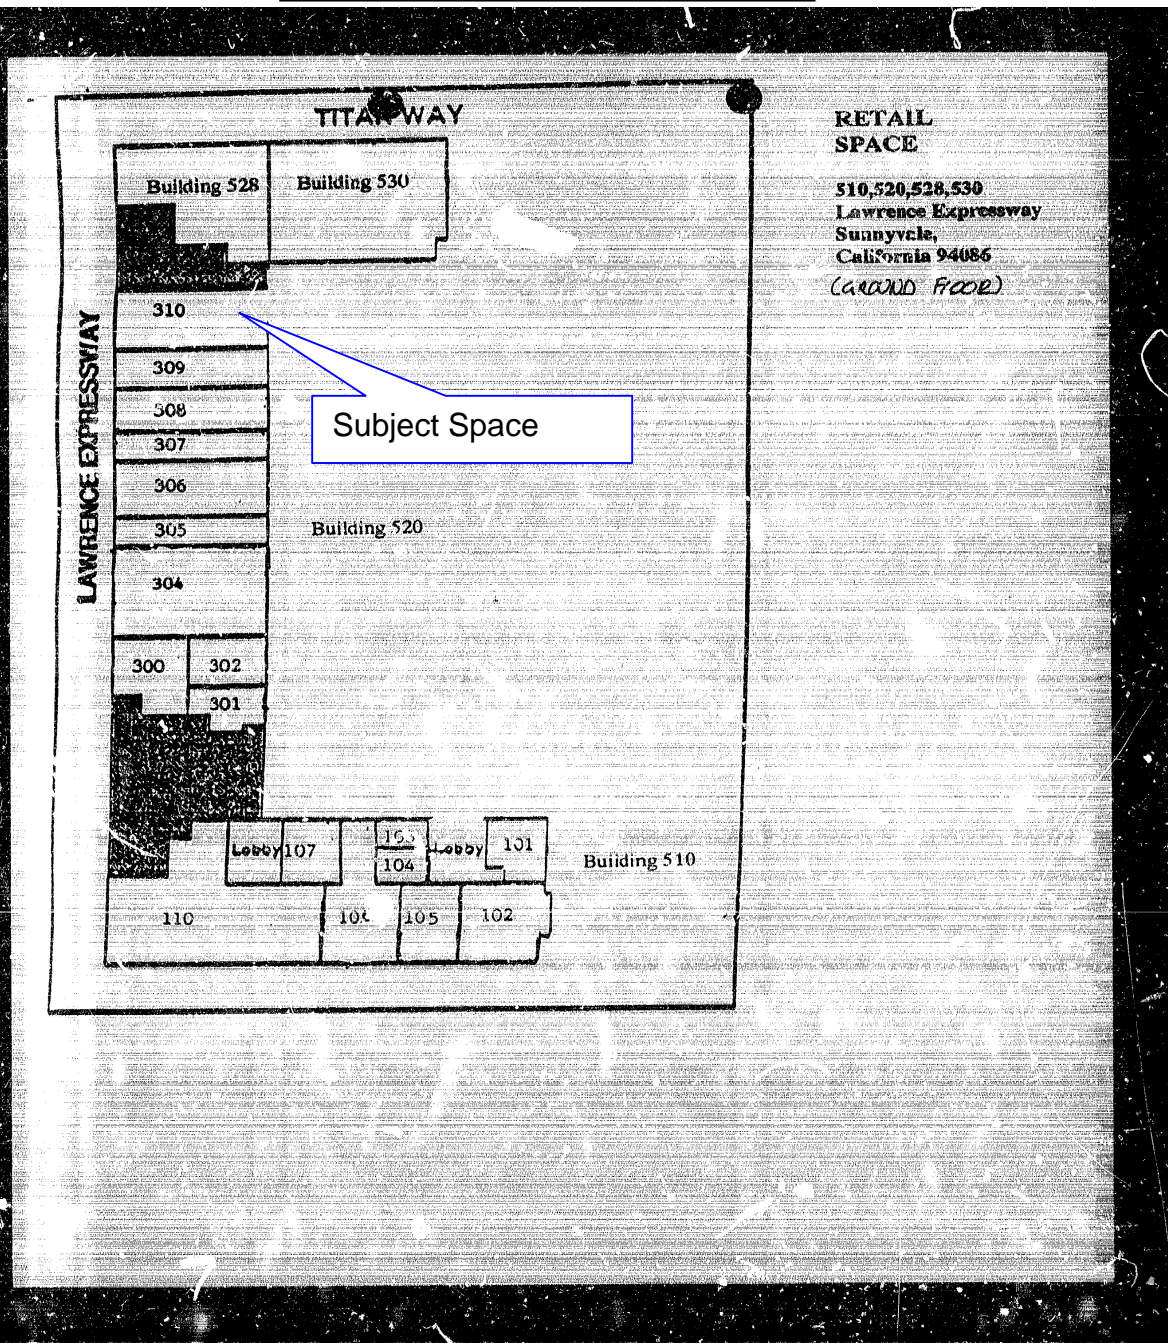 TITAN WAY
RETAIL
SPACE
510,520,528,530
Lawrence Expressway
Sunnyvale,
California 94086
(GROUND FLOOR)
Building 528
Building 530
LAWRENCE EXPRESSWAY
310
309
308
307
306
305
304
Subject Space
Building 520
300
302
301
Lobby
107
104
Lobby
101
Building 510
110
105
102